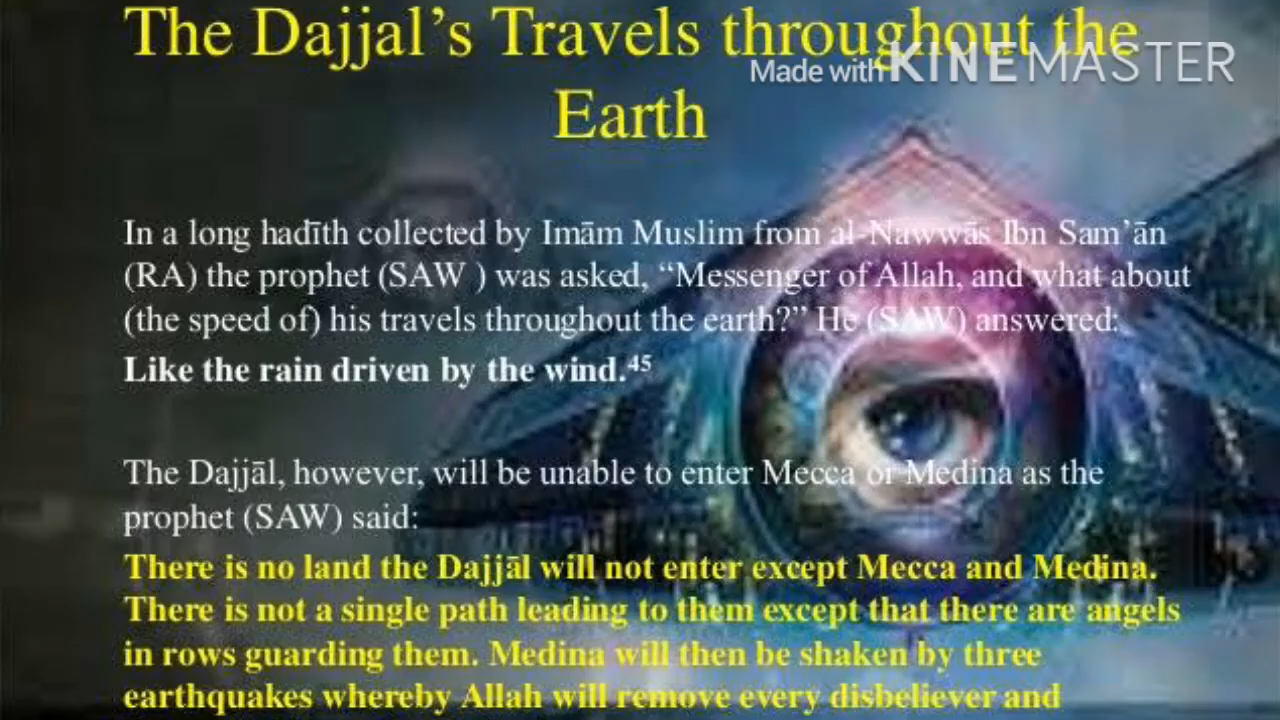 The Dajjal’s Travels throughout the
Made with KINEMASTER
Earth
In a long hadīth collected by Imām Muslim from al-Nawwās Ibn Sam’ān
(RA) the prophet (SAW ) was asked, “Messenger of Allah, and what about
(the speed of) his travels throughout the earth?” He (SAW) answered:
Like the rain driven by the wind.⁴⁵
The Dajjāl, however, will be unable to enter Mecca or Medina as the
prophet (SAW) said:
There is no land the Dajjāl will not enter except Mecca and Medina.
There is not a single path leading to them except that there are angels
in rows guarding them. Medina will then be shaken by three
earthquakes whereby Allah will remove every disbeliever and